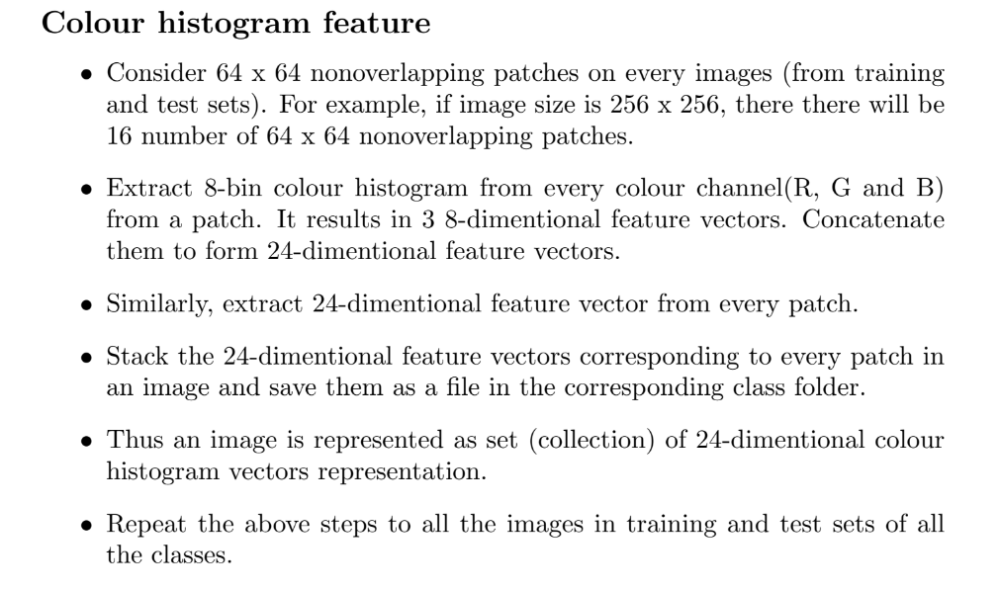 Colour histogram feature
• Consider 64 x 64 nonoverlapping patches on every images (from training
and test sets). For example, if image size is 256 x 256, there there will be
16 number of 64 x 64 nonoverlapping patches.
• Extract 8-bin colour histogram from every colour channel(R, G and B)
from a patch. It results in 3 8-dimentional feature vectors. Concatenate
them to form 24-dimentional feature vectors.
• Similarly, extract 24-dimentional feature vector from every patch.
• Stack the 24-dimentional feature vectors corresponding to every patch in
an image and save them as a file in the corresponding class folder.
• Thus an image is represented as set (collection) of 24-dimentional colour
histogram vectors representation.
• Repeat the above steps to all the images in training and test sets of all
the classes.